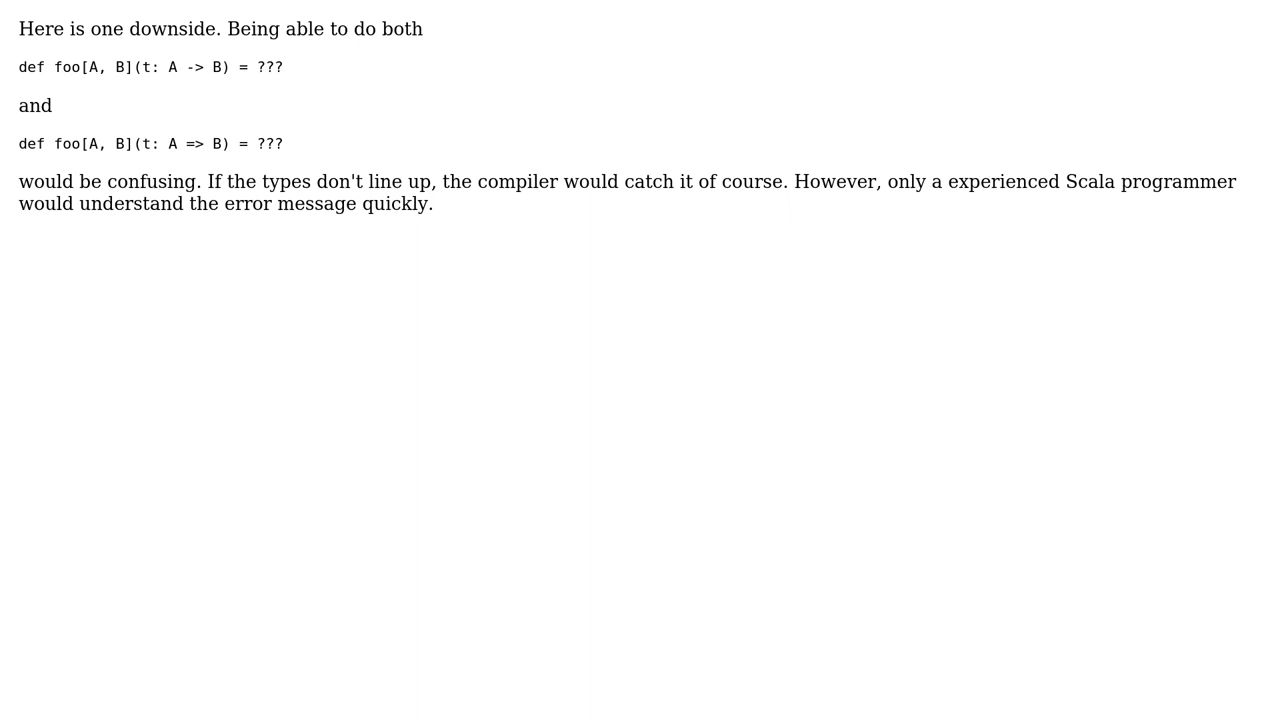 Here is one downside. Being able to do both
def foo[A, B](t: A -> B) = ???
and
def foo[A, B](t: A => B) = ???
would be confusing. If the types don't line up, the compiler would catch it of course. However, only a experienced Scala programmer
would understand the error message quickly.